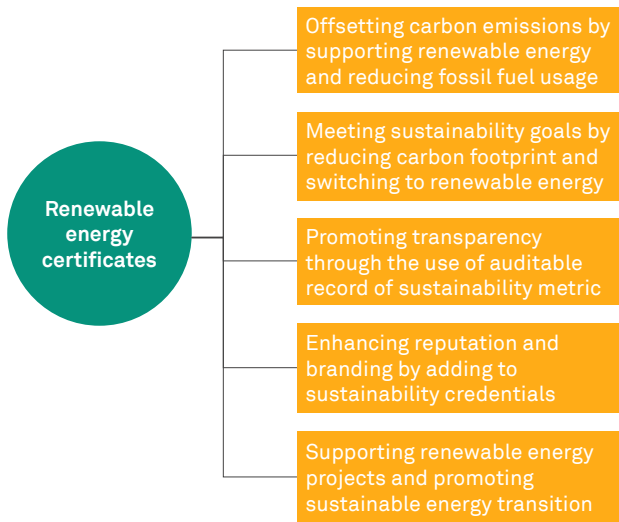 Offsetting carbon emissions by
supporting renewable energy
and reducing fossil fuel usage
Meeting sustainability goals by
reducing carbon footprint and
switching to renewable energy
Renewable
energy
certificates
Promoting transparency
through the use of auditable
record of sustainability metric
Enhancing reputation and
branding by adding to
sustainability credentials
Supporting renewable energy
projects and promoting
sustainable energy transition